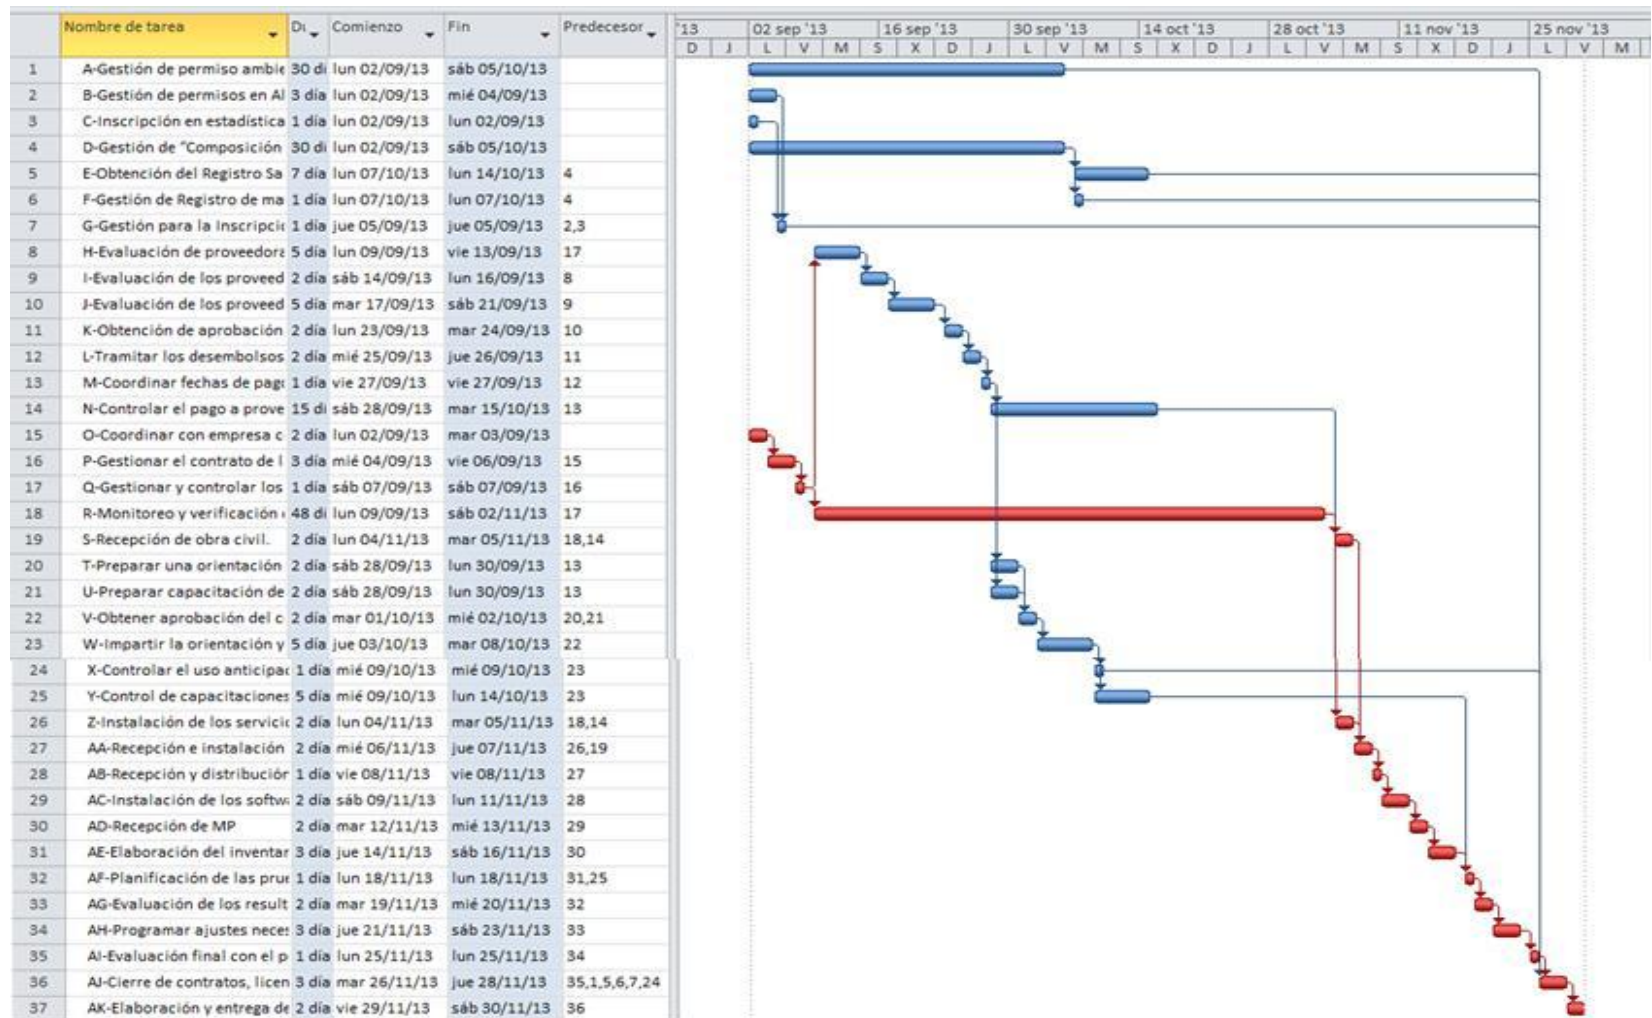 Nombre de tarea Comienzo Fin Predecesor '13 02 sep '13 16 sep '13 30 sep '13 14 oct '13 28 oct '13 11 nov '13 25 nov '13
D J L V M S X D J L V M S X D J L V M S X D J L V M
1 A-Gestión de permiso ambie 30 dí lun 02/09/13 sáb 05/10/13
2 B-Gestión de permisos en Al 3 día lun 02/09/13 mié 04/09/13
3 C-Inscripción en estadística 1 día lun 02/09/13 lun 02/09/13
4 D-Gestión de "Composición 30 dí lun 02/09/13 sáb 05/10/13
5 E-Obtención del Registro Sa 7 día lun 07/10/13 lun 14/10/13 4
6 F-Gestión de Registro de ma 1 día lun 07/10/13 lun 07/10/13 4
7 G-Gestión para la Inscripció 1 día jue 05/09/13 jue 05/09/13 2,3
8 H-Evaluación de proveedora 5 día lun 09/09/13 vie 13/09/13 17
9 I-Evaluación de los proveed 2 día sáb 14/09/13 lun 16/09/13 8
10 J-Evaluación de los proveed 5 día mar 17/09/13 sáb 21/09/13 9
11 K-Obtención de aprobación 2 día lun 23/09/13 mar 24/09/13 10
12 L-Tramitar los desembolsos 2 día mié 25/09/13 jue 26/09/13 11
13 M-Coordinar fechas de pago 1 día vie 27/09/13 vie 27/09/13 12
14 N-Controlar el pago a prove 15 dí sáb 28/09/13 mar 15/10/13 13
15 O-Coordinar con empresa c 2 día lun 02/09/13 mar 03/09/13
16 P-Gestionar el contrato de l 3 día mié 04/09/13 vie 06/09/13 15
17 Q-Gestionar y controlar los 1 día sáb 07/09/13 sáb 07/09/13 16
18 R-Monitoreo y verificación 48 dí lun 09/09/13 sáb 02/11/13 17
19 S-Recepción de obra civil. 2 día lun 04/11/13 mar 05/11/13 18,14
20 T-Preparar una orientación 2 día sáb 28/09/13 lun 30/09/13 13
21 U-Preparar capacitación de 2 día sáb 28/09/13 lun 30/09/13 13
22 V-Obtener aprobación del c 2 día mar 01/10/13 mié 02/10/13 20,21
23 W-Impartir la orientación y 5 día jue 03/10/13 mar 08/10/13 22
24 X-Controlar el uso anticipac 1 día mié 09/10/13 mié 09/10/13 23
25 Y-Control de capacitaciones 5 día mié 09/10/13 lun 14/10/13 23
26 Z-Instalación de los servicio 2 día lun 04/11/13 mar 05/11/13 18,14
27 AA-Recepción e instalación 2 día mié 06/11/13 jue 07/11/13 26,19
28 AB-Recepción y distribución 1 día vie 08/11/13 vie 08/11/13 27
29 AC-Instalación de los softw 2 día sáb 09/11/13 lun 11/11/13 28
30 AD-Recepción de MP 2 día mar 12/11/13 mié 13/11/13 29
31 AE-Elaboración del inventar 3 día jue 14/11/13 sáb 16/11/13 30
32 AF-Planificación de las prue 1 día lun 18/11/13 lun 18/11/13 31,25
33 AG-Evaluación de los result 2 día mar 19/11/13 mié 20/11/13 32
34 AH-Programar ajustes neces 3 día jue 21/11/13 sáb 23/11/13 33
35 AI-Evaluación final con el p 1 día lun 25/11/13 lun 25/11/13 34
36 AJ-Cierre de contratos, licen 3 día mar 26/11/13 jue 28/11/13 35,1,5,6,7,24
37 AK-Elaboración y entrega de 2 día vie 29/11/13 sáb 30/11/13 36